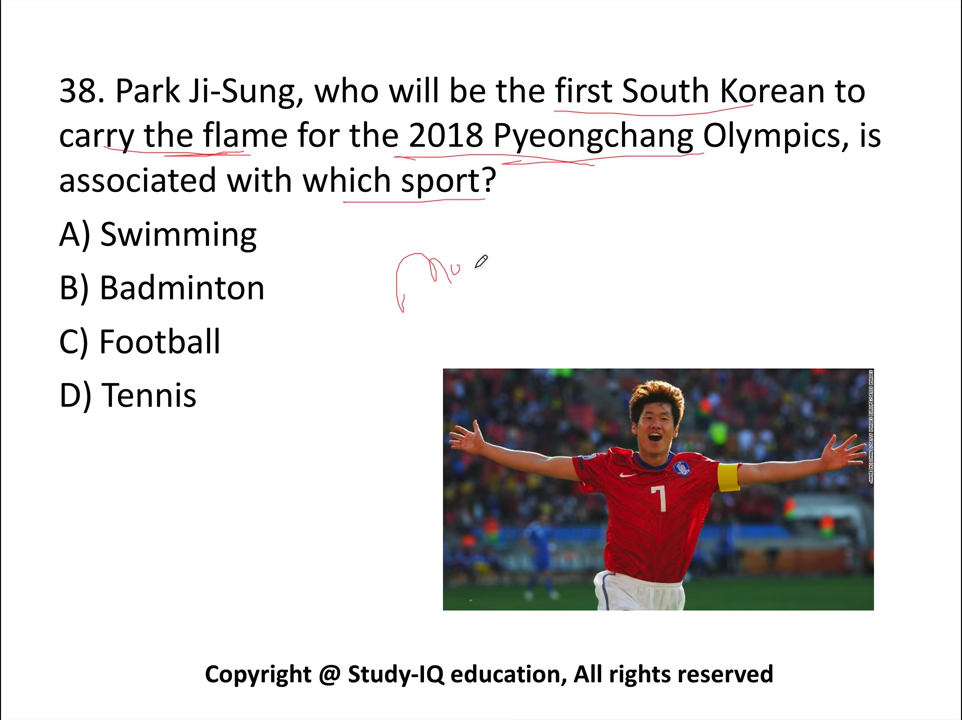 38. Park Ji-Sung, who will be the first South Korean to
carry the flame for the 2018 Pyeongchang Olympics, is
associated with which sport?
A) Swimming
B) Badminton
C) Football
D) Tennis
7
Copyright @ Study-IQ education, All rights reserved